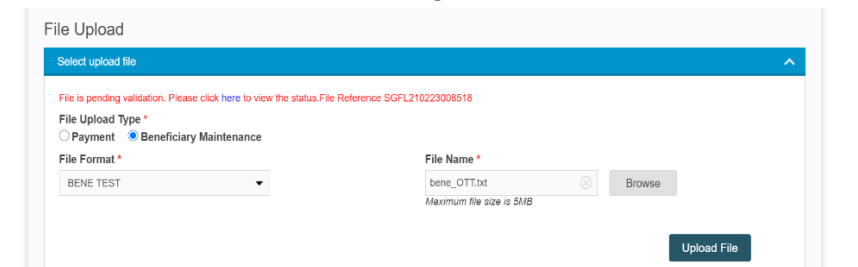 File Upload
Select upload file
File is pending validation. Please click here to view the status.File Reference SGFL210223008518
File Upload Type *
Payment Beneficiary Maintenance
File Format * File Name *
BENE TEST bene_OTT.txt Browse
Maximum file size is 5MB
Upload File